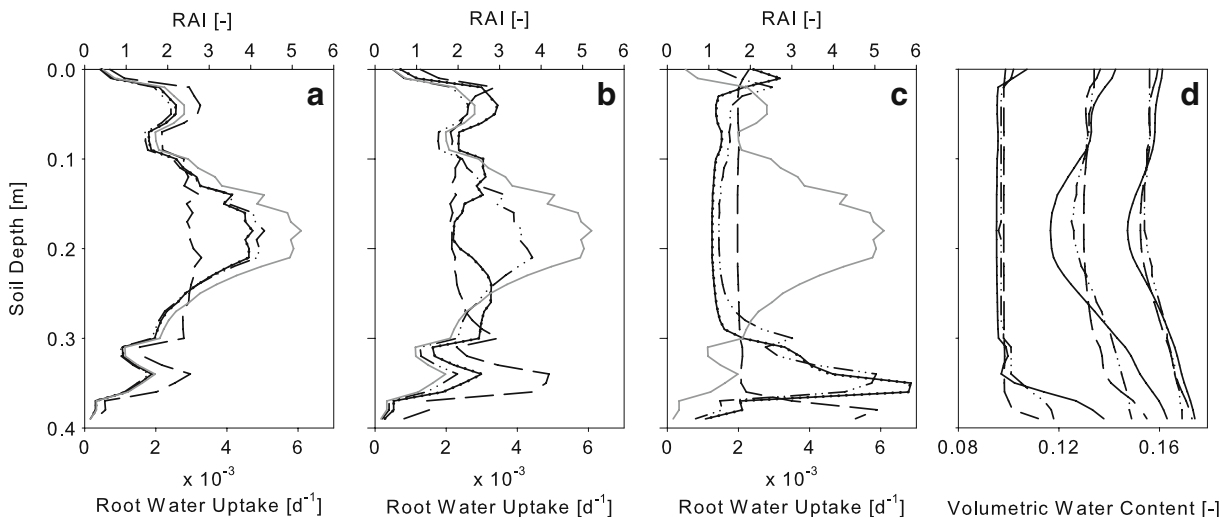 RAI [-] RAI [-] RAI [-]
0 1 2 3 4 5 6 0 1 2 3 4 5 6 0 1 2 3 4 5 6
0.0
a b c d
0.1
0.2
0.3
0.4
Soil Depth [m]
0 2 4 6 0 2 4 6 0 2 4 6 0.08 0.12 0.16
x 10⁻³ x 10⁻³ x 10⁻³
Root Water Uptake [d⁻¹] Root Water Uptake [d⁻¹] Root Water Uptake [d⁻¹] Volumetric Water Content [-]